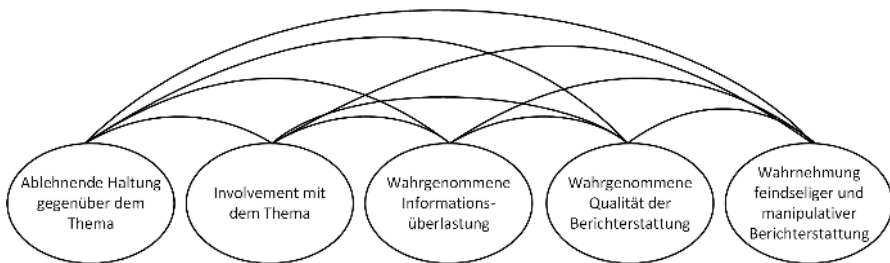 Ablehnende Haltung
gegenüber dem
Thema
Involvement mit
dem Thema
Wahrgenommene
Informations-
überlastung
Wahrgenommene
Qualität der
Berichterstattung
Wahrnehmung
feindseliger und
manipulativer
Berichterstattung